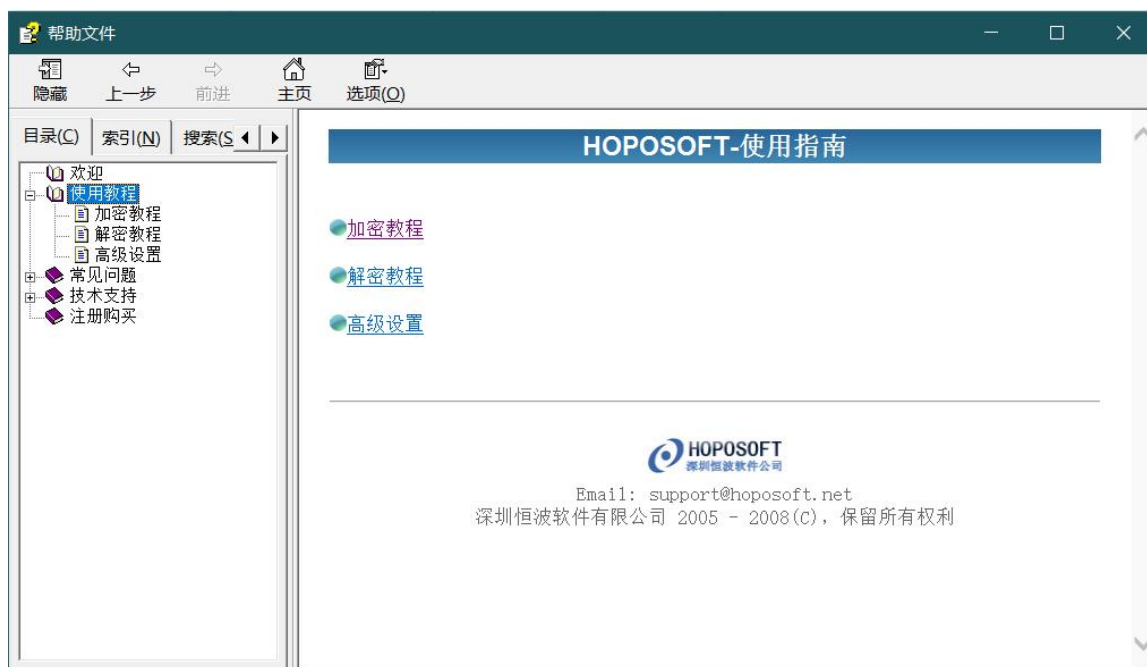 帮助文件
隐藏 上一步 前进 主页 选项(O)
目录(C) 索引(N) 搜索(S
欢迎
使用教程
加密教程
解密教程
高级设置
常见问题
技术支持
注册购买
HOPOSOFT-使用指南
加密教程
解密教程
高级设置
HOPOSOFT
深圳恒波软件公司
Email: support@hoposoft.net
深圳恒波软件有限公司 2005 - 2008(C), 保留所有权利